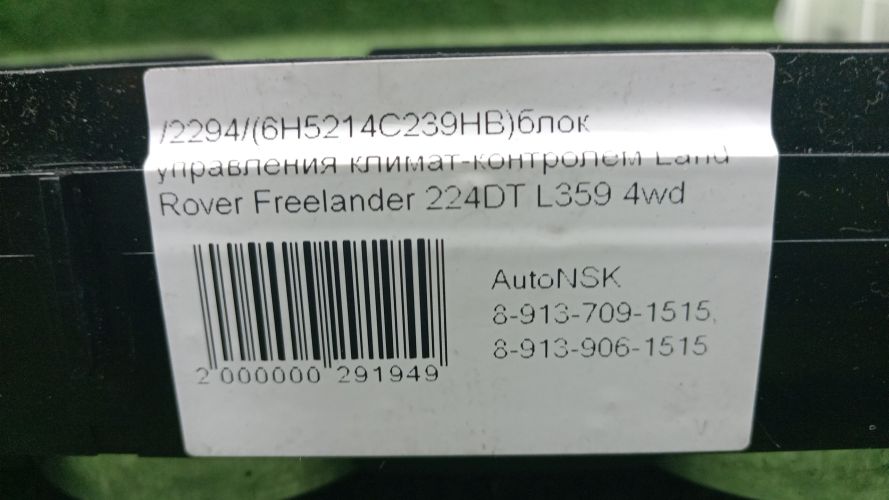 /2294/(6H5214C239HB)блок
управления климат-контролем Land
Rover Freelander 224DT L359 4wd
AutoNSK
8-913-709-1515,
8-913-906-1515
2 000000 291949